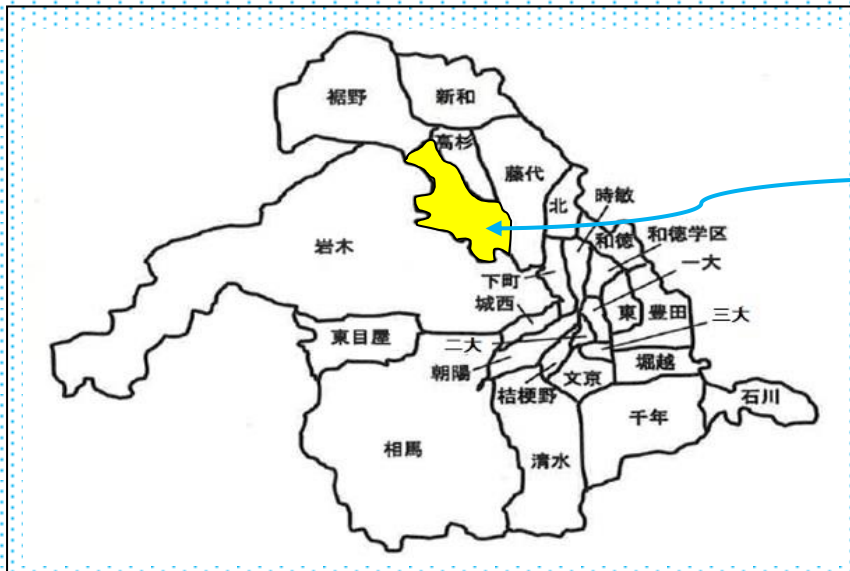 裾野
新和
高杉
藤代
時敏
北
和徳
和徳学区
岩木
一大
下町
城西
東
豊田
三大
東目屋
二大
朝陽
堀越
文京
桔梗野
石川
千年
相馬
清水